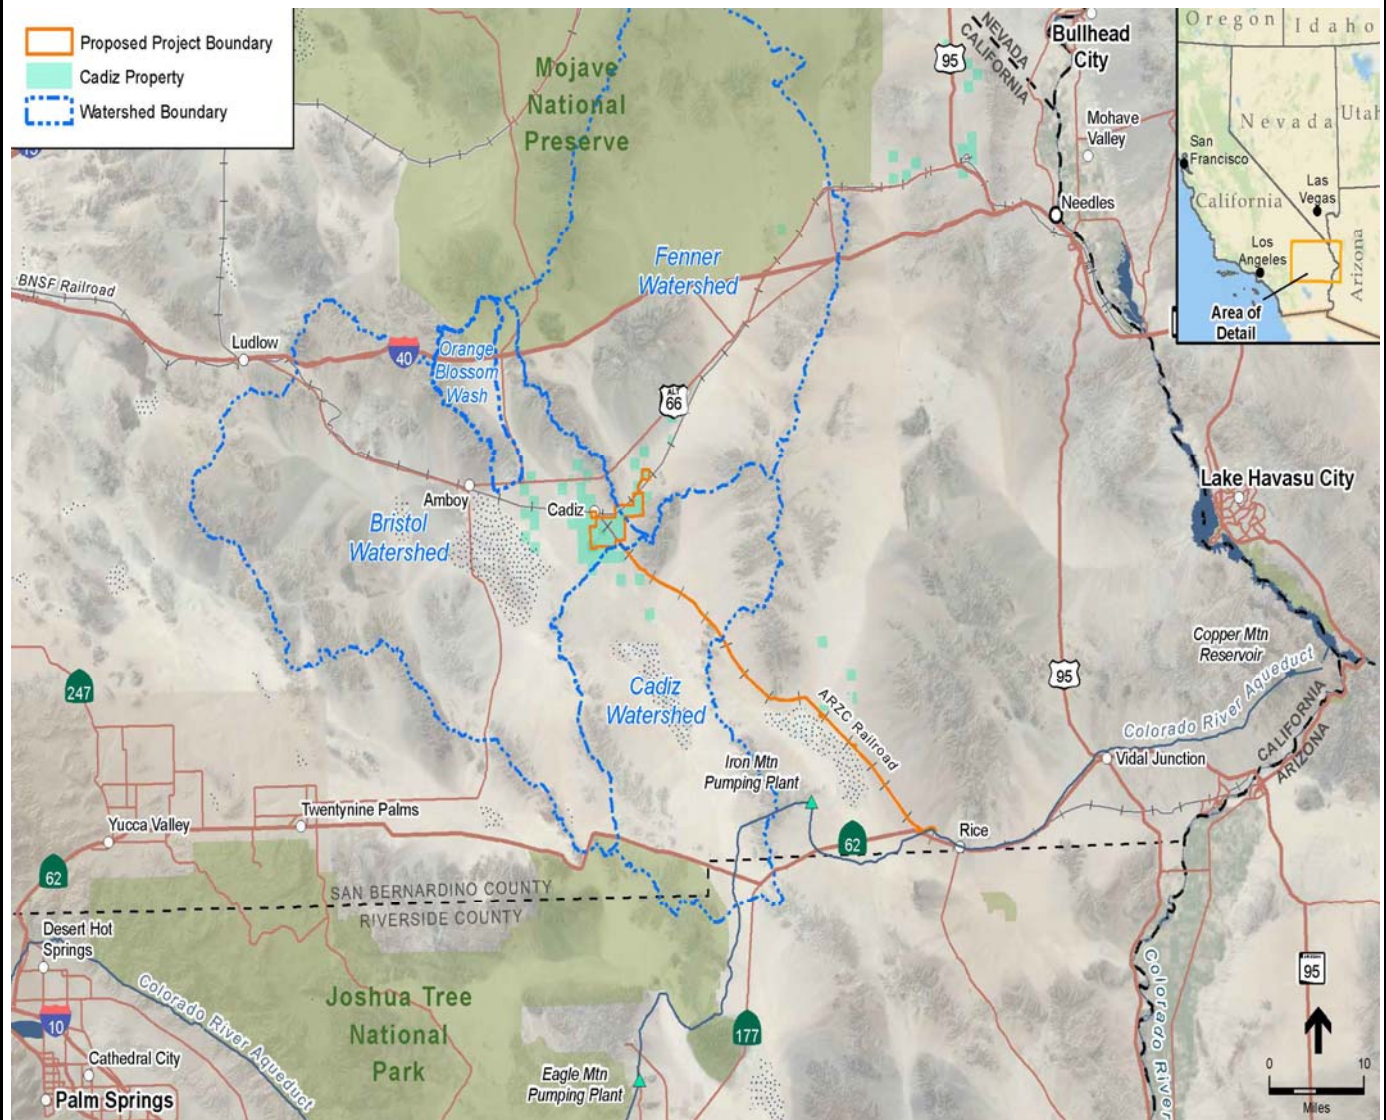 Proposed Project Boundary
Cadiz Property
Watershed Boundary
Mojave
National
Preserve
95
NEVADA
CALIFORNIA
Bullhead
City
Mohave
Valley
Needles
Oregon
Idaho
Nevada
Utah
San
Francisco
California
Las
Vegas
Los
Angeles
Arizona
Area of
Detail
BNSF Railroad
Ludlow
40
Fenner
Watershed
Orange
Blossom
Wash
ALT
66
Amboy
Cadiz
Bristol
Watershed
Lake Havasu City
Copper Mtn
Reservoir
Colorado River Aqueduct
247
95
Cadiz
Watershed
ARZC Railroad
CALIFORNIA
ARIZONA
Iron Mtn
Pumping Plant
Vidal Junction
Yucca Valley
Twentynine Palms
62
62
Rice
SAN BERNARDINO COUNTY
RIVERSIDE COUNTY
Desert Hot
Springs
Colorado River Aqueduct
Joshua Tree
National
Park
10
Cathedral City
Palm Springs
177
Eagle Mtn
Pumping Plant
Colorado River
95
0
10
Miles